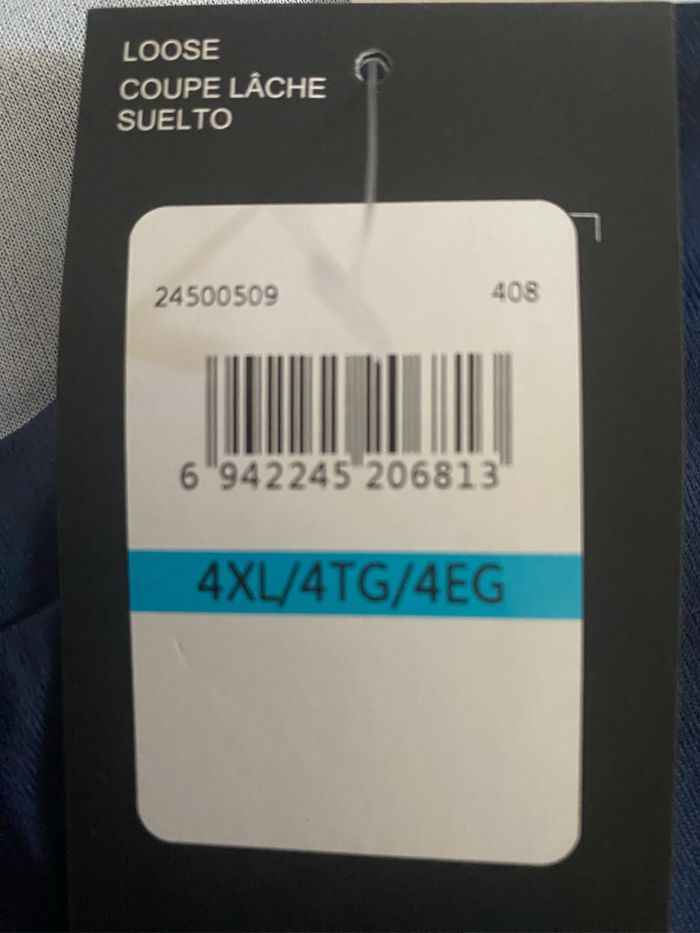 LOOSE
COUPE LÂCHE
SUELTO
24500509 408
6 942245 206813
4XL/4TG/4EG